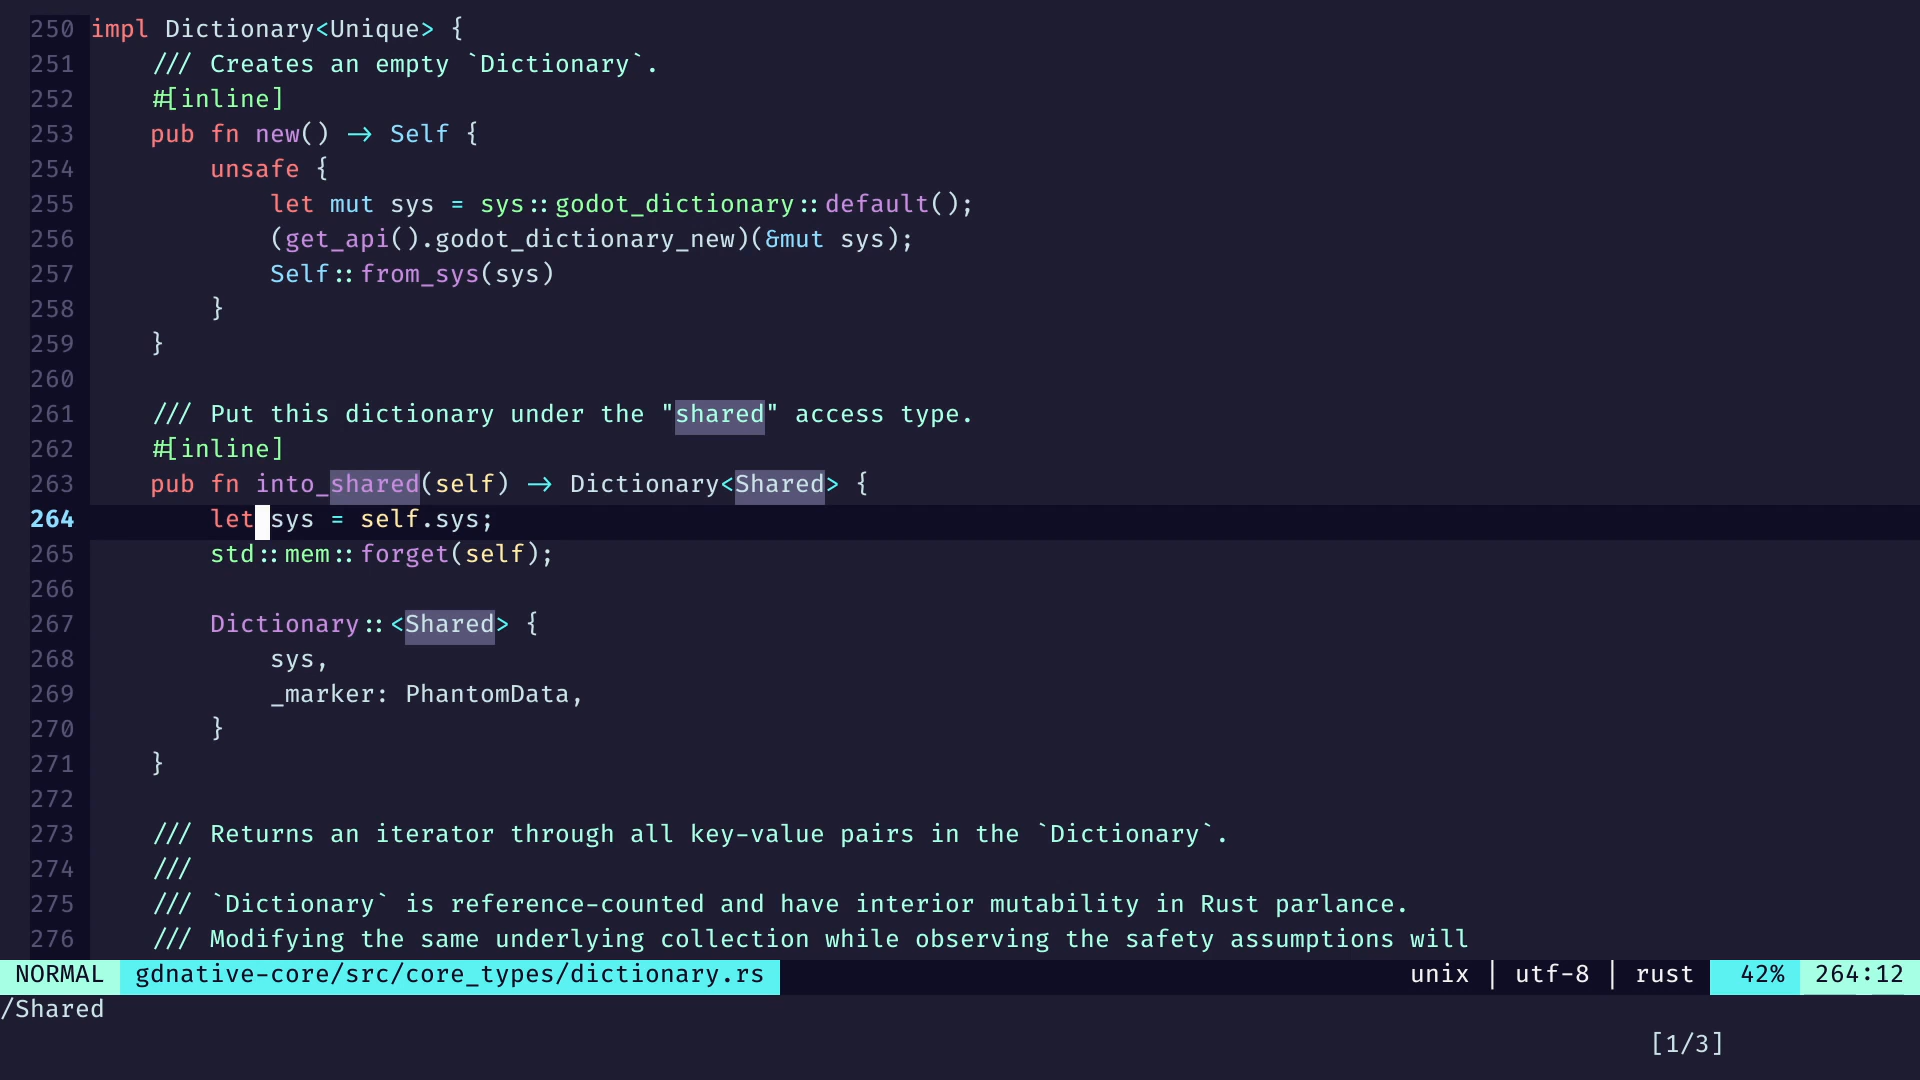 250 impl Dictionary<Unique> {
251     /// Creates an empty `Dictionary`.
252     #[inline]
253     pub fn new() -> Self {
254         unsafe {
255             let mut sys = sys::godot_dictionary::default();
256             (get_api().godot_dictionary_new)(&mut sys);
257             Self::from_sys(sys)
258         }
259     }
260
261     /// Put this dictionary under the "shared" access type.
262     #[inline]
263     pub fn into_shared(self) -> Dictionary<Shared> {
264         let sys = self.sys;
265         std::mem::forget(self);
266
267         Dictionary::<Shared> {
268             sys,
269             _marker: PhantomData,
270         }
271     }
272
273     /// Returns an iterator through all key-value pairs in the `Dictionary`.
274     ///
275     /// `Dictionary` is reference-counted and have interior mutability in Rust parlance.
276     /// Modifying the same underlying collection while observing the safety assumptions will
NORMAL gdnative-core/src/core_types/dictionary.rs unix | utf-8 | rust 42% 264:12
/Shared
[1/3]